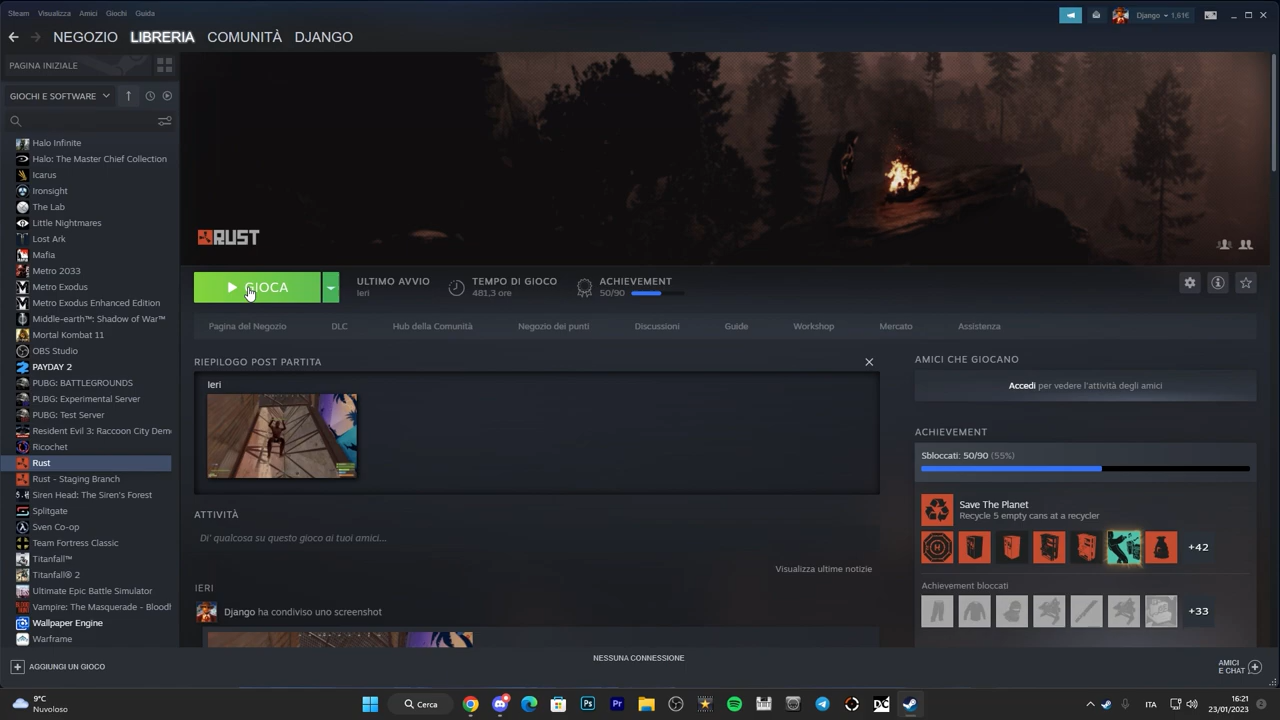 Steam Visualizza Amici Giochi Guida
Django 1,61€
NEGOZIO LIBRERIA COMUNITÀ DJANGO
PAGINA INIZIALE
GIOCHI E SOFTWARE
Halo Infinite
Halo: The Master Chief Collection
Icarus
Ironsight
The Lab
Little Nightmares
Lost Ark
Mafia
Metro 2033
Metro Exodus
Metro Exodus Enhanced Edition
Middle-earth™: Shadow of War™
Mortal Kombat 11
OBS Studio
PAYDAY 2
PUBG: BATTLEGROUNDS
PUBG: Experimental Server
PUBG: Test Server
Resident Evil 3: Raccoon City Dem
Ricochet
Rust
Rust - Staging Branch
Siren Head: The Siren's Forest
Splitgate
Sven Co-op
Team Fortress Classic
Titanfall™
Titanfall® 2
Ultimate Epic Battle Simulator
Vampire: The Masquerade - Bloodl
Wallpaper Engine
Warframe
AGGIUNGI UN GIOCO
RUST
GIOCA
ULTIMO AVVIO
Ieri
TEMPO DI GIOCO
481,3 ore
ACHIEVEMENT
50/90
Pagina del Negozio DLC Hub della Comunità Negozio dei punti Discussioni Guide Workshop Mercato Assistenza
RIEPILOGO POST PARTITA
Ieri
ATTIVITÀ
Di' qualcosa su questo gioco ai tuoi amici...
Visualizza ultime notizie
IERI
Django ha condiviso uno screenshot
AMICI CHE GIOCANO
Accedi per vedere l'attività degli amici
ACHIEVEMENT
Sbloccati: 50/90 (55%)
Save The Planet
Recycle 5 empty cans at a recycler
+42
Achievement bloccati
+33
NESSUNA CONNESSIONE
AMICI
E CHAT
9°C
Nuvoloso
Cerca
Ps
Pr
DC
ITA
16:21
23/01/2023